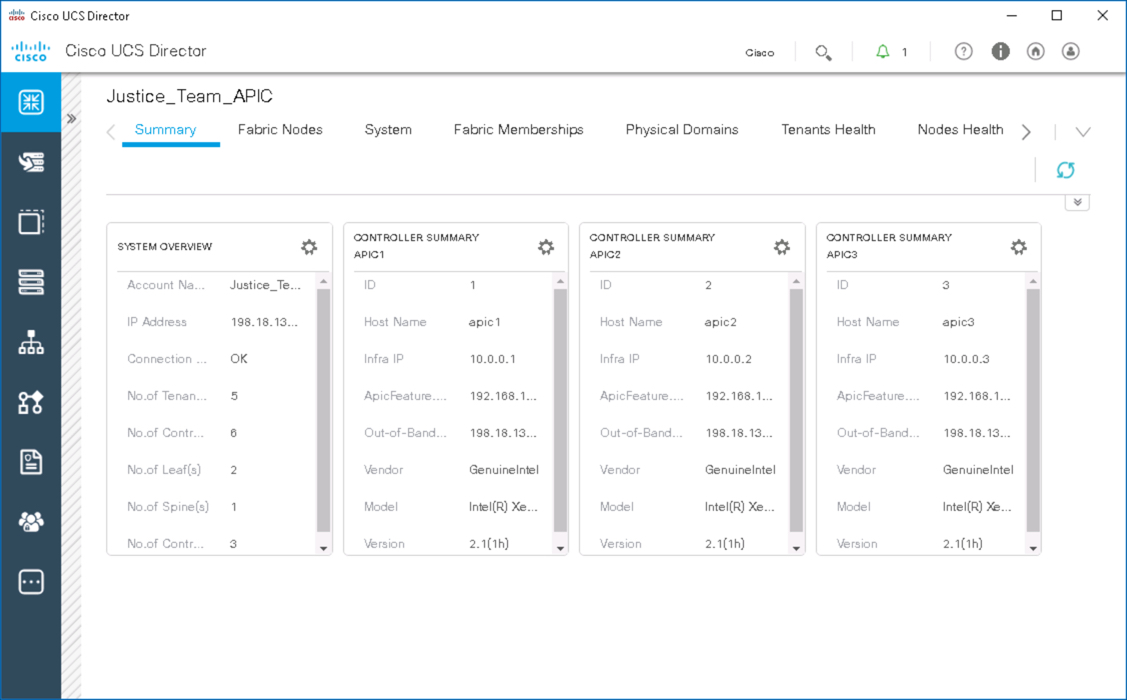 Cisco UCS Director
CISCO Cisco UCS Director
Cisco
1
Justice_Team_APIC
Summary Fabric Nodes System Fabric Memberships Physical Domains Tenants Health Nodes Health
SYSTEM OVERVIEW
Account Na... Justice_Te...
IP Address 198.18.13...
Connection ... OK
No.of Tenan... 5
No.of Contr... 6
No.of Leaf(s) 2
No.of Spine(s) 1
No.of Contr... 3
CONTROLLER SUMMARY
APIC1
ID 1
Host Name apic1
Infra IP 10.0.0.1
ApicFeature.... 192.168.1...
Out-of-Band... 198.18.13...
Vendor GenuineIntel
Model Intel(R) Xe...
Version 2.1(1h)
CONTROLLER SUMMARY
APIC2
ID 2
Host Name apic2
Infra IP 10.0.0.2
ApicFeature.... 192.168.1...
Out-of-Band... 198.18.13...
Vendor GenuineIntel
Model Intel(R) Xe...
Version 2.1(1h)
CONTROLLER SUMMARY
APIC3
ID 3
Host Name apic3
Infra IP 10.0.0.3
ApicFeature.... 192.168.1...
Out-of-Band... 198.18.13...
Vendor GenuineIntel
Model Intel(R) Xe...
Version 2.1(1h)